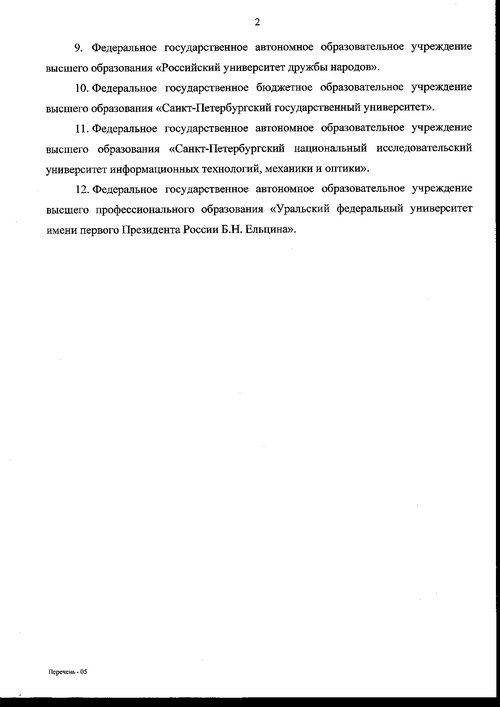 2
9. Федеральное государственное автономное образовательное учреждение
высшего образования «Российский университет дружбы народов».
10. Федеральное государственное бюджетное образовательное учреждение
высшего образования «Санкт-Петербургский государственный университет».
11. Федеральное государственное автономное образовательное учреждение
высшего образования «Санкт-Петербургский национальный исследовательский
университет информационных технологий, механики и оптики».
12. Федеральное государственное автономное образовательное учреждение
высшего профессионального образования «Уральский федеральный университет
имени первого Президента России Б.Н. Ельцина».
Перечень - 05